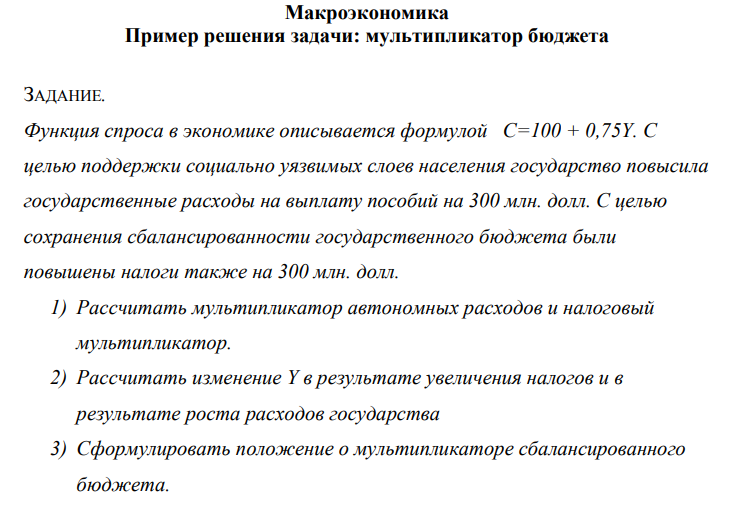 Макроэкономика
Пример решения задачи: мультипликатор бюджета
ЗАДАНИЕ.
Функция спроса в экономике описывается формулой C=100 + 0,75Y. С
целью поддержки социально уязвимых слоев населения государство повысила
государственные расходы на выплату пособий на 300 млн. долл. С целью
сохранения сбалансированности государственного бюджета были
повышены налоги также на 300 млн. долл.
1) Рассчитать мультипликатор автономных расходов и налоговый
мультипликатор.
2) Рассчитать изменение Y в результате увеличения налогов и в
результате роста расходов государства
3) Сформулировать положение о мультипликаторе сбалансированного
бюджета.